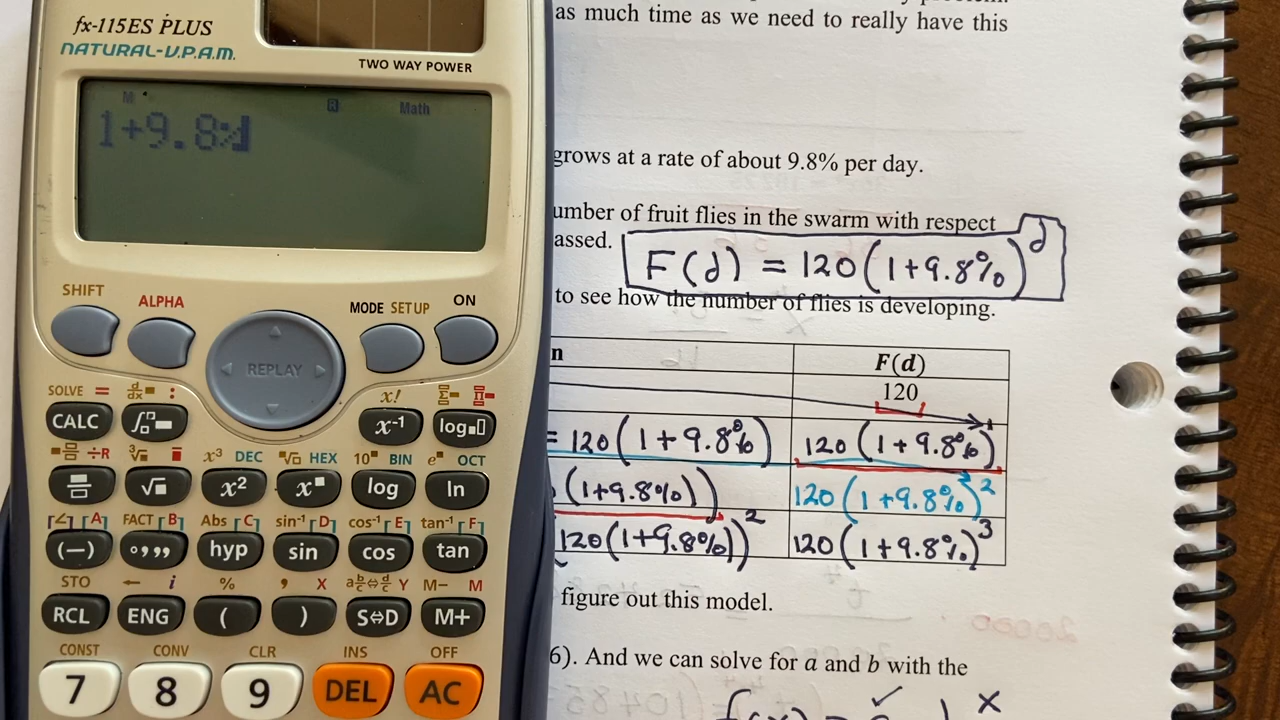 fx-115ES PLUS
NATURAL-V.P.A.M.
TWO WAY POWER
M R Math
1+9.8%
SHIFT ALPHA MODE SETUP ON
REPLAY
SOLVE = d/dx : x! Σ Π
CALC x⁻¹ log
÷R ³√ x³ DEC HEX 10 BIN e OCT
√ x² x log ln
[∠] [A] FACT [B] Abs [C] sin⁻¹ [D] cos⁻¹ [E] tan⁻¹ [F]
(−) °,,, hyp sin cos tan
STO ← i % , X a b/c⇔d/c Y M− M
RCL ENG ( ) S⇔D M+
CONST CONV CLR INS OFF
7 8 9 DEL AC
as much time as we need to really have this
grows at a rate of about 9.8% per day.
umber of fruit flies in the swarm with respect
assed. F(d) = 120(1+9.8%)ᵈ
to see how the number of flies is developing.
n F(d)
120
= 120(1+9.8%) 120(1+9.8%)
(1+9.8%)) 120(1+9.8%)²
120(1+9.8%))² 120(1+9.8%)³
figure out this model.
6). And we can solve for a and b with the